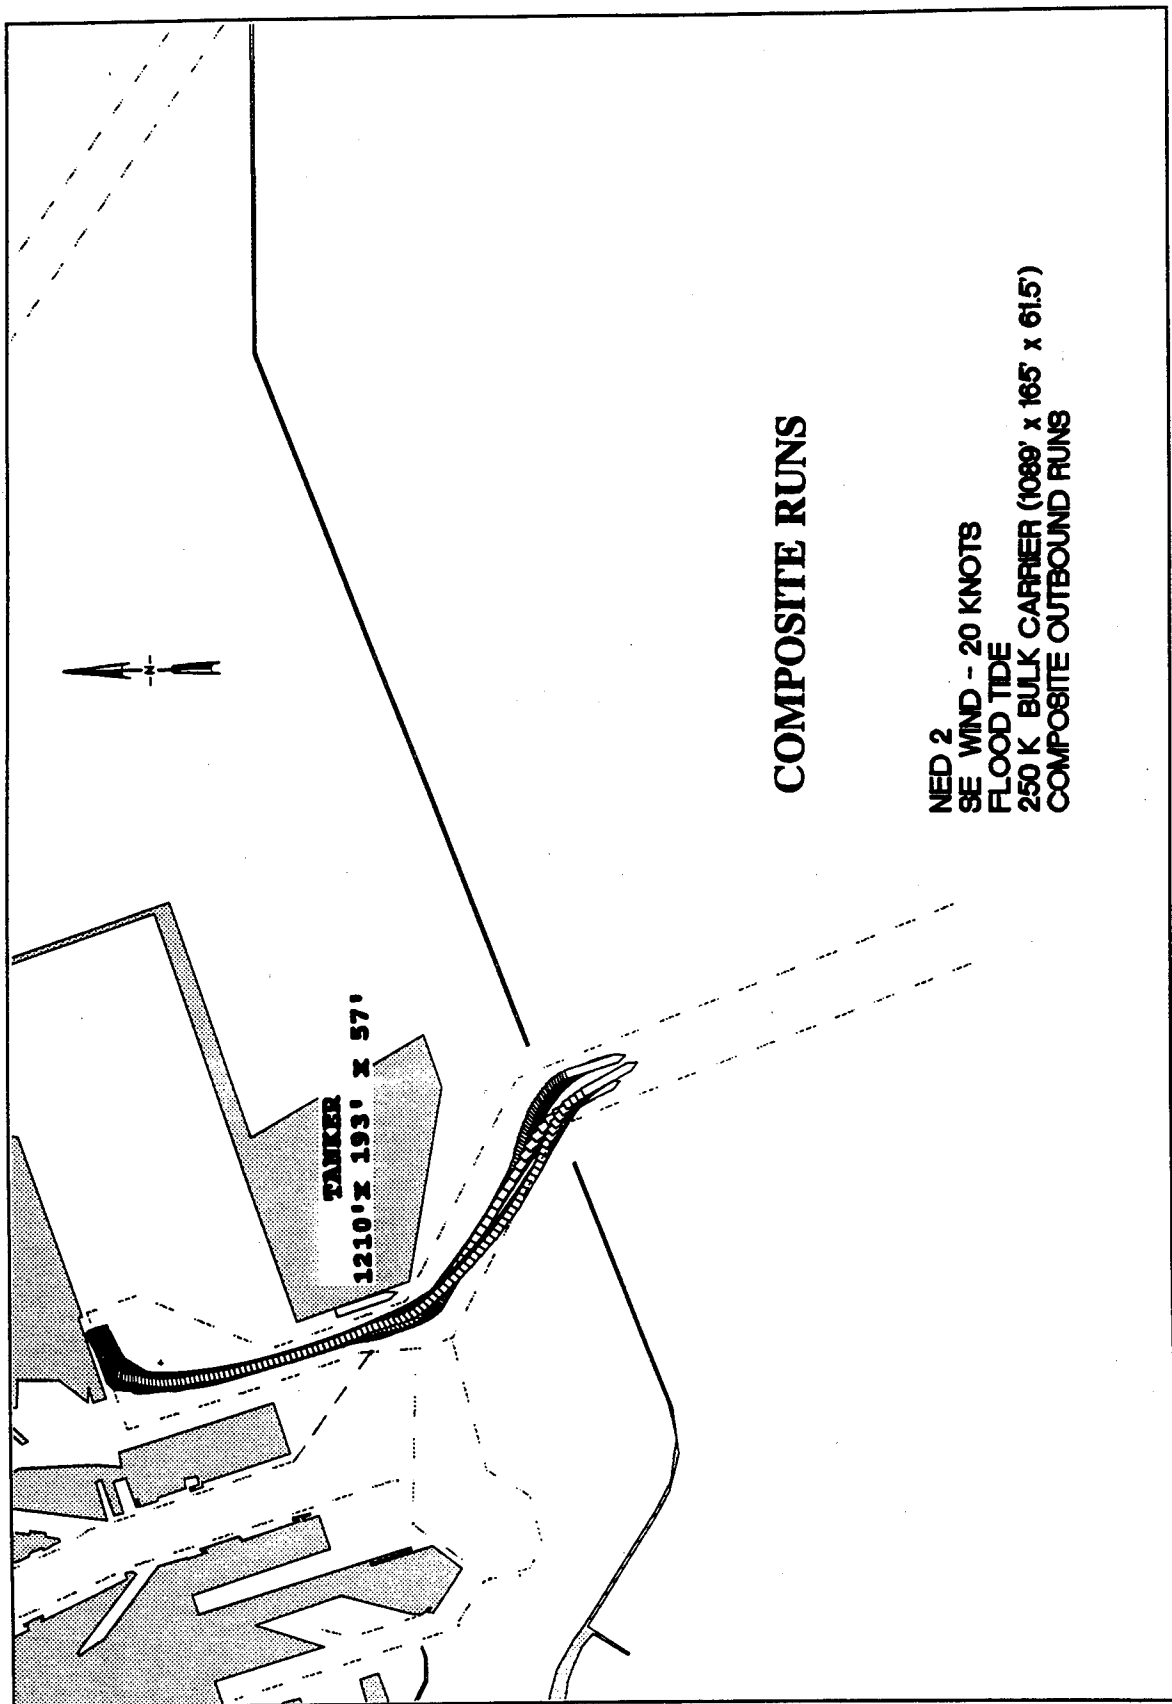 N
TANKER
1210'X 193' X 57'
COMPOSITE RUNS
NED 2
SE WIND - 20 KNOTS
FLOOD TIDE
250 K BULK CARRIER (1089' x 165' x 61.5')
COMPOSITE OUTBOUND RUNS